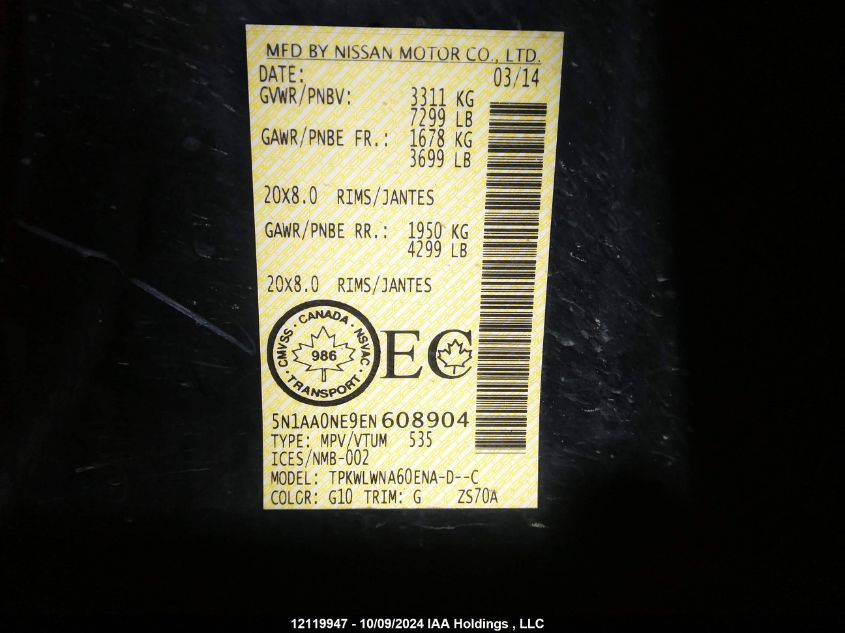 MFD BY NISSAN MOTOR CO., LTD.
DATE: 03/14
GVWR/PNBV: 3311 KG
7299 LB
GAWR/PNBE FR.: 1678 KG
3699 LB
20X8.0 RIMS/JANTES
GAWR/PNBE RR.: 1950 KG
4299 LB
20X8.0 RIMS/JANTES
CMVSS · CANADA · NSVAC · TRANSPORT ·
986
EC
5N1AA0NE9EN608904
TYPE: MPV/VTUM 535
ICES/NMB-002
MODEL: TPKWLWNA60ENA-D--C
COLOR: G10 TRIM: G ZS70A
12119947 - 10/09/2024 IAA Holdings , LLC